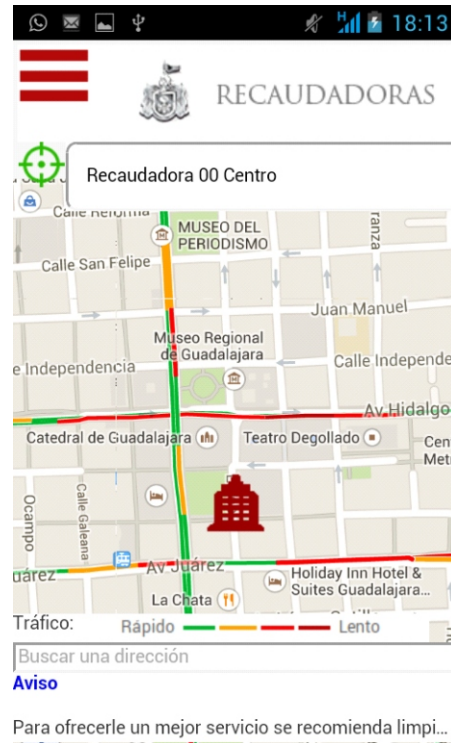 H
18:13
RECAUDADORAS
Recaudadora 00 Centro
Calle Reforma
MUSEO DEL
PERIODISMO
Calle San Felipe
ranza
Juan Manuel
Museo Regional
de Guadalajara
e Independencia
Calle Independe
Av Hidalgo
Catedral de Guadalajara
Teatro Degollado
Cen
Met
Ocampo
Calle Galeana
uárez
Av Juárez
Holiday Inn Hotel &
Suites Guadalajara...
La Chata
Tráfico:
Rápido
Lento
Buscar una dirección
Aviso
Para ofrecerle un mejor servicio se recomienda limpi...